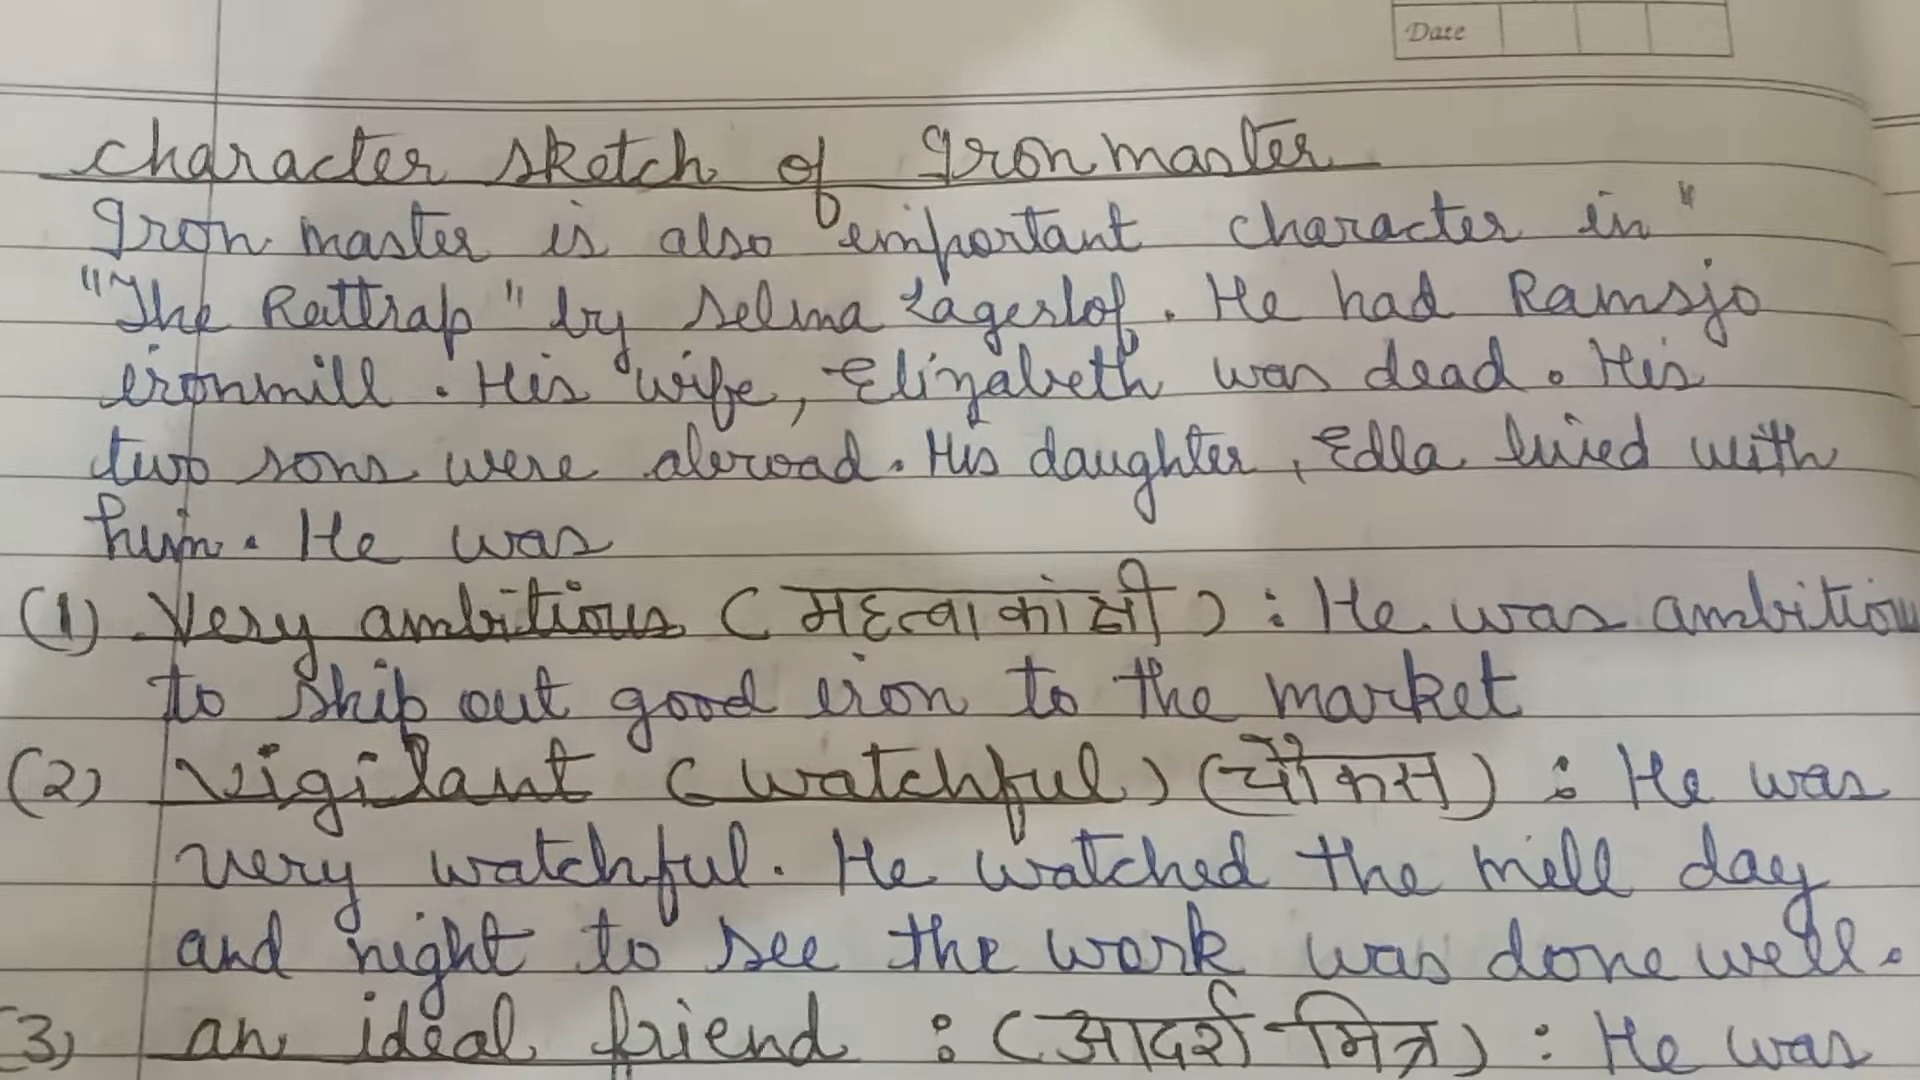 Date
Character sketch of Iron master
Iron master is also important character in "
"The Rattrap" by Selma Lagerlof. He had Ramsjo
ironmill. His wife, Elizabeth was dead. His
two sons were abroad. His daughter, Edla lived with
him. He was
(1) Very ambitious (महत्वाकांक्षी) : He was ambitiou
to ship out good iron to the market
(2) Vigilant (watchful) (चौकस) : He was
very watchful. He watched the mill day
and night to see the work was done well.
(3) an ideal friend : (आदर्श मित्र) : He was